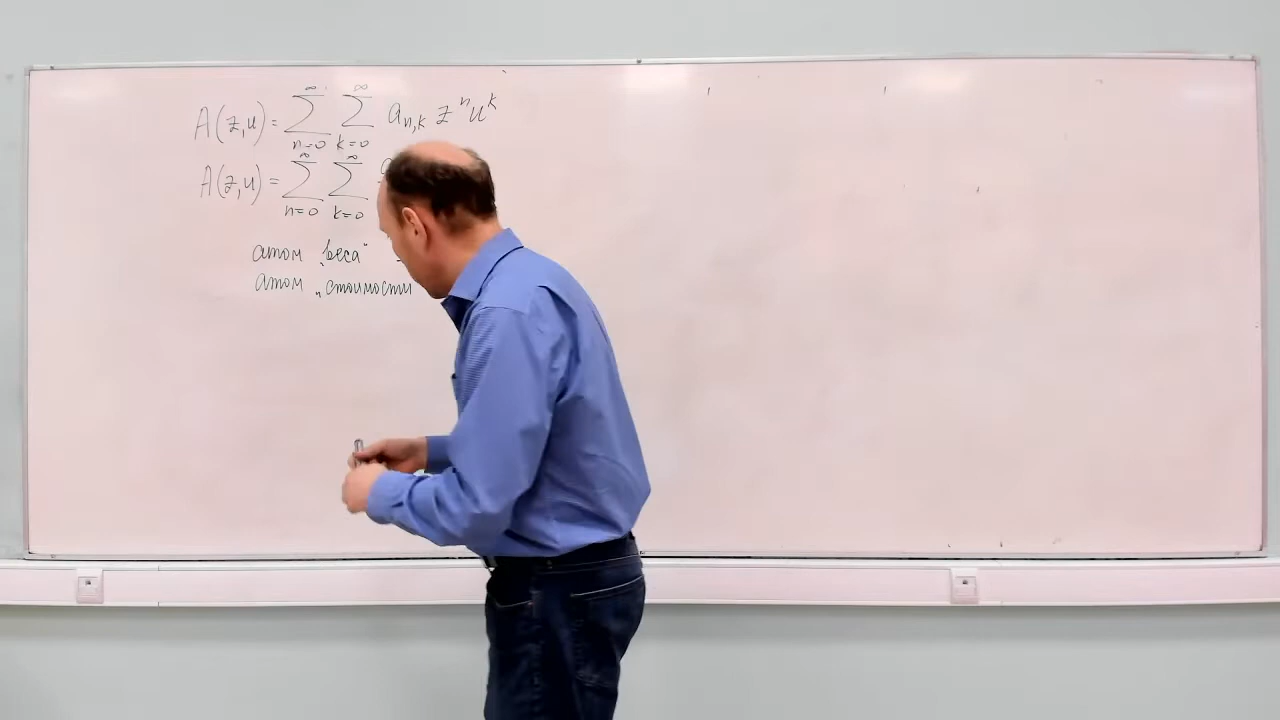 A(z,u) = ∞∑n=0 ∞∑k=0 a_{n,k} z^n u^k
A(z,u) = ∞∑n=0 ∞∑k=0
атом „веса“ -
атом „стоимости